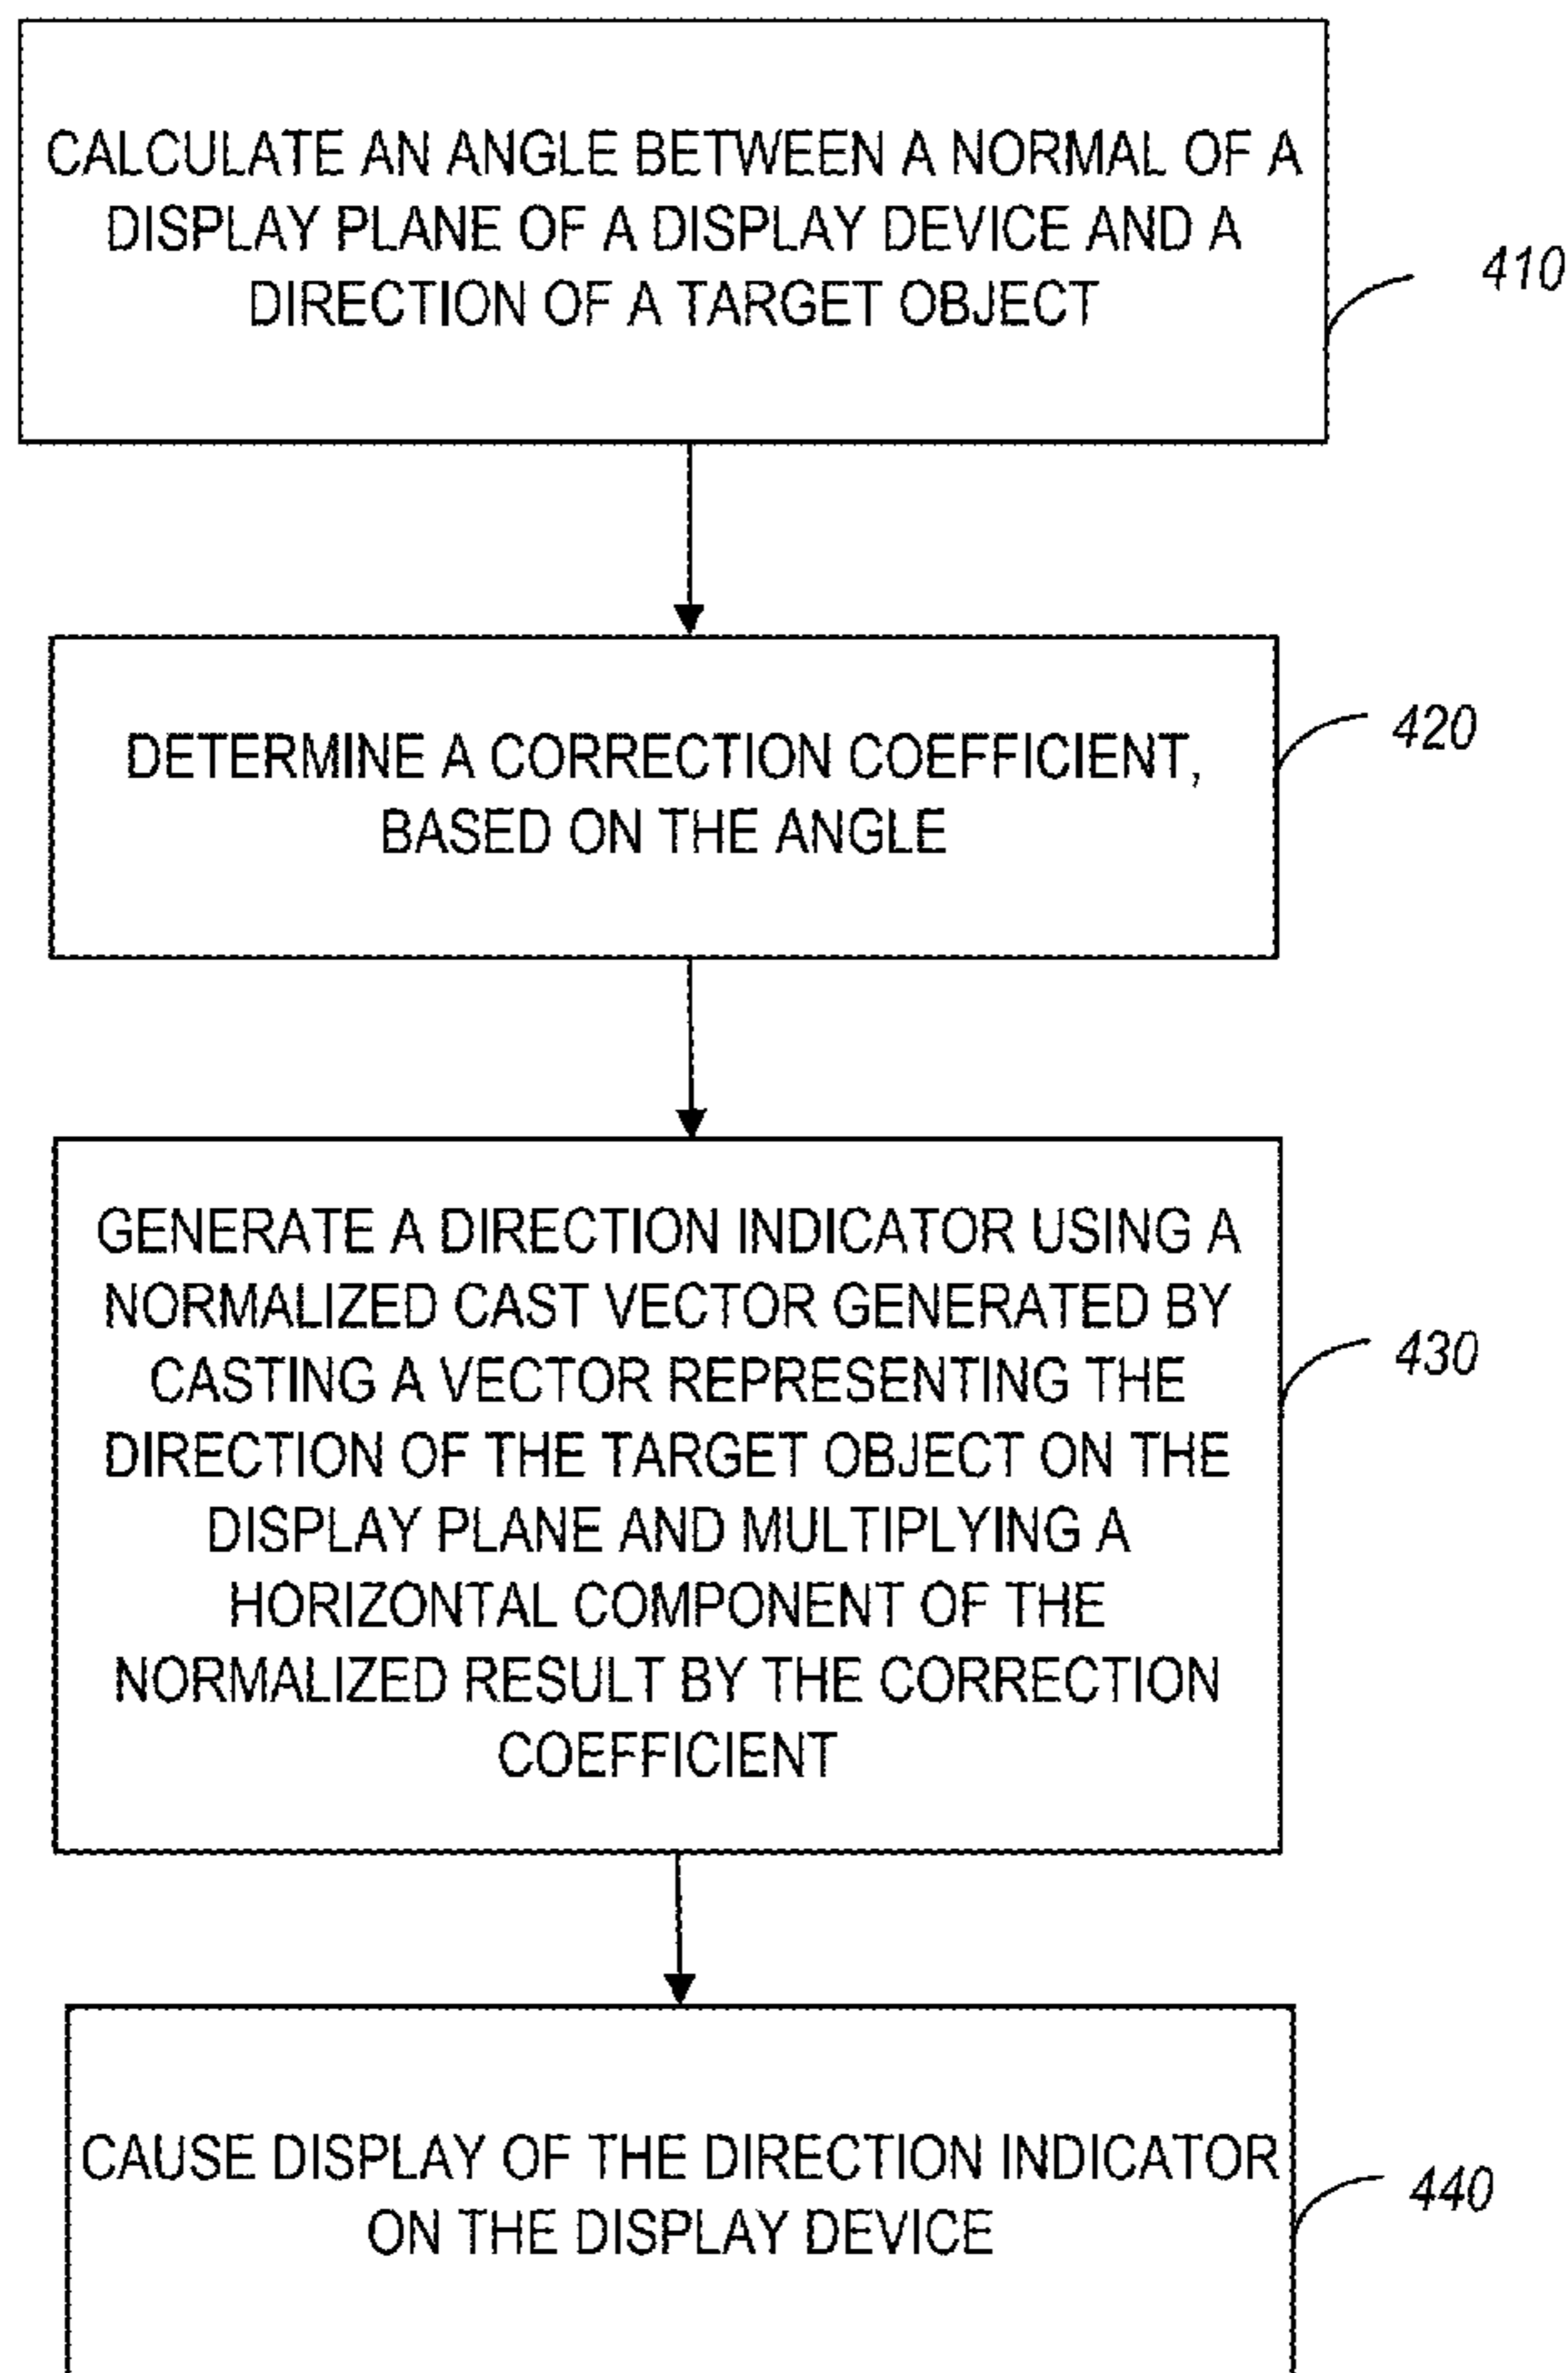 CALCULATE AN ANGLE BETWEEN A NORMAL OF A
DISPLAY PLANE OF A DISPLAY DEVICE AND A
DIRECTION OF A TARGET OBJECT
410
DETERMINE A CORRECTION COEFFICIENT,
BASED ON THE ANGLE
420
GENERATE A DIRECTION INDICATOR USING A
NORMALIZED CAST VECTOR GENERATED BY
CASTING A VECTOR REPRESENTING THE
DIRECTION OF THE TARGET OBJECT ON THE
DISPLAY PLANE AND MULTIPLYING A
HORIZONTAL COMPONENT OF THE
NORMALIZED RESULT BY THE CORRECTION
COEFFICIENT
430
CAUSE DISPLAY OF THE DIRECTION INDICATOR
ON THE DISPLAY DEVICE
440